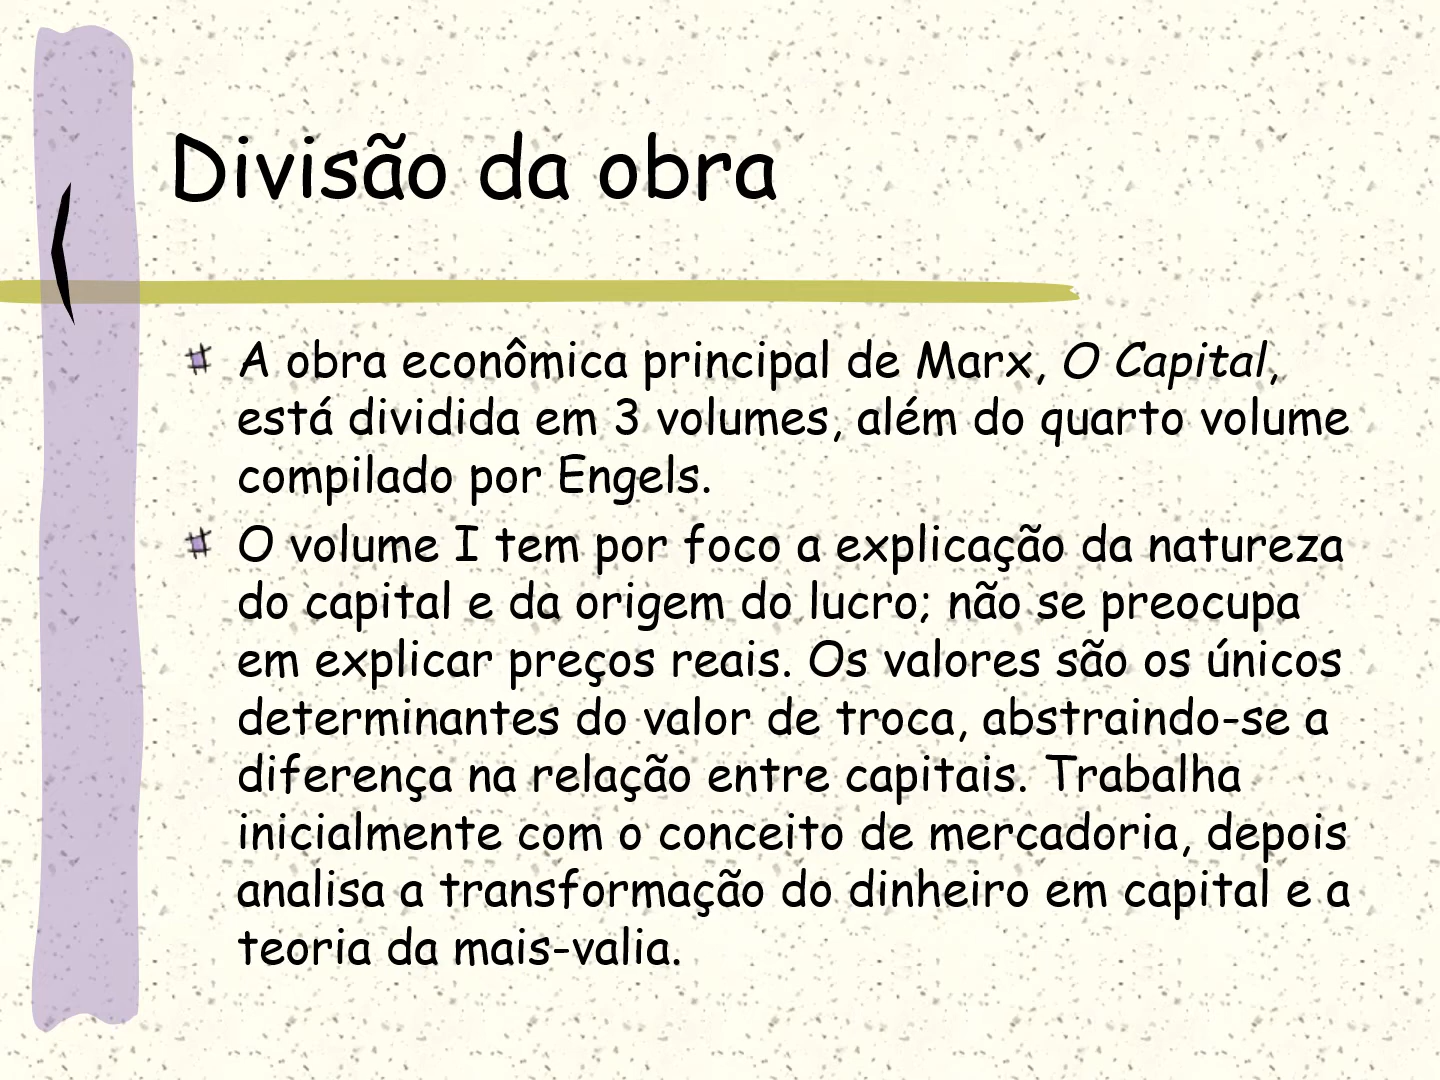 Divisão da obra
A obra econômica principal de Marx, O Capital,
está dividida em 3 volumes, além do quarto volume
compilado por Engels.
O volume I tem por foco a explicação da natureza
do capital e da origem do lucro; não se preocupa
em explicar preços reais. Os valores são os únicos
determinantes do valor de troca, abstraindo-se a
diferença na relação entre capitais. Trabalha
inicialmente com o conceito de mercadoria, depois
analisa a transformação do dinheiro em capital e a
teoria da mais-valia.